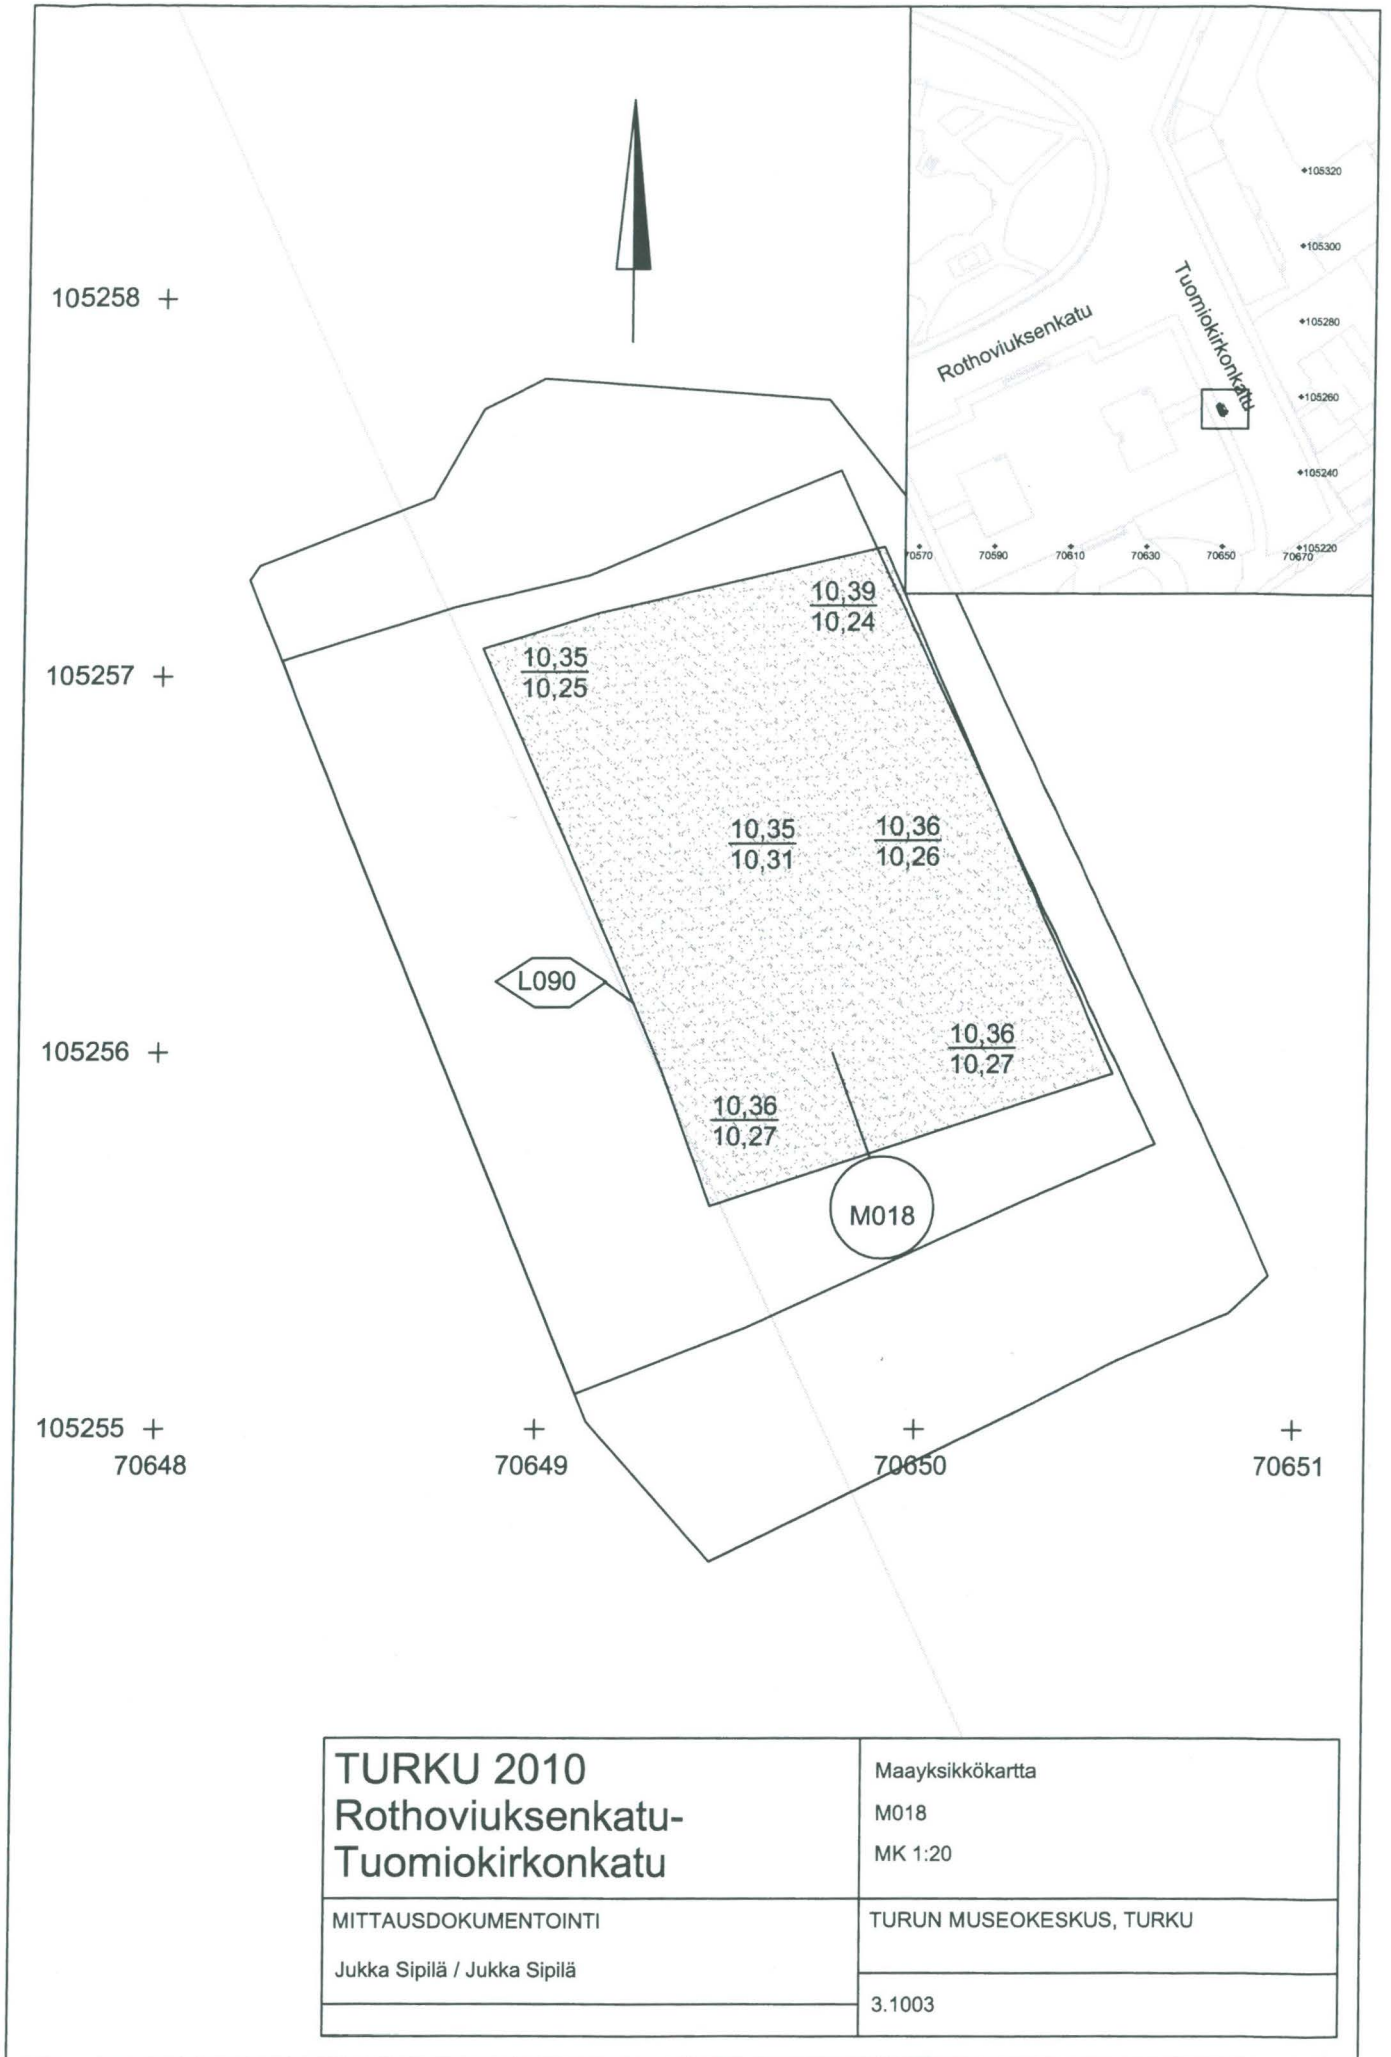 105320
105300
Tuomiokirkonkatu
105258
Rothoviuksenkatu
105280
105260
105240
70570 70590 70610 70630 70650 70670 105220
10,39
10,24
10,35
10,25
105257
10,35
10,31
10,36
10,26
L090
10,36
10,27
105256
10,36
10,27
M018
105255
70648 70649 70650 70651
TURKU 2010
Rothoviuksenkatu-
Tuomiokirkonkatu
Maayksikkökartta
M018
MK 1:20
MITTAUSDOKUMENTOINTI
Jukka Sipilä / Jukka Sipilä
TURUN MUSEOKESKUS, TURKU
3.1003